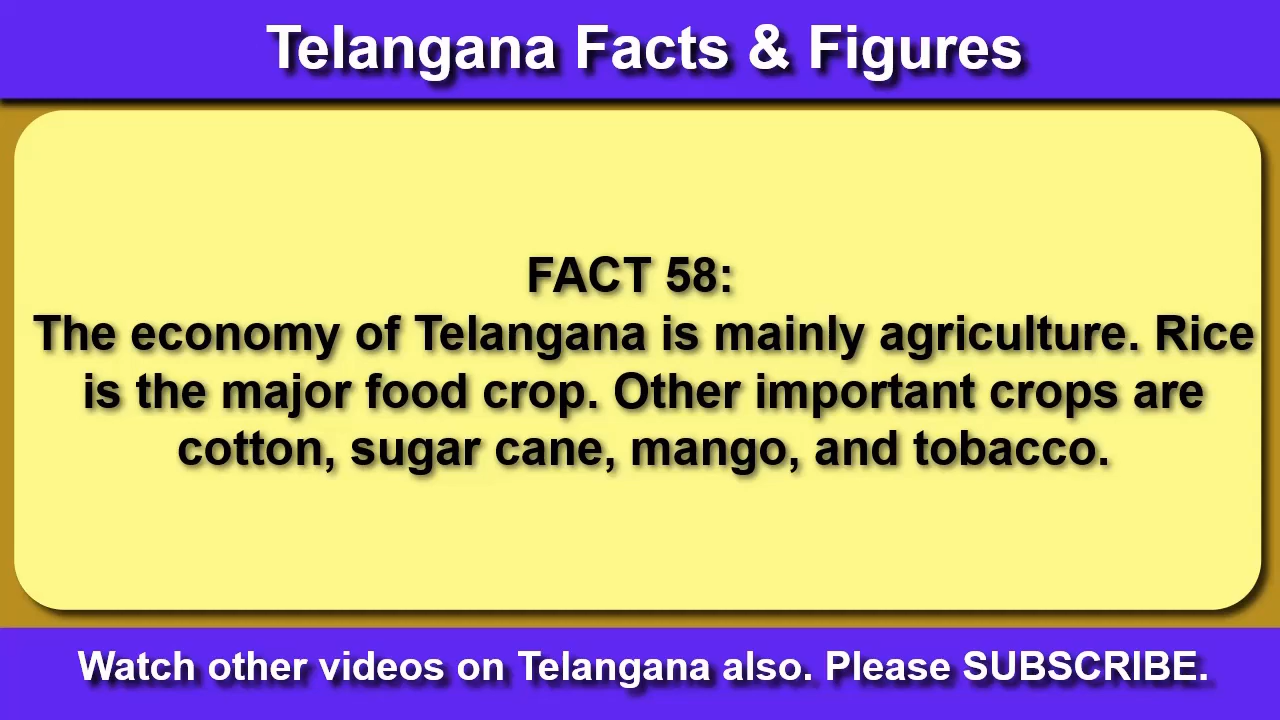 Telangana Facts & Figures
FACT 58:
The economy of Telangana is mainly agriculture. Rice
is the major food crop. Other important crops are
cotton, sugar cane, mango, and tobacco.
Watch other videos on Telangana also. Please SUBSCRIBE.